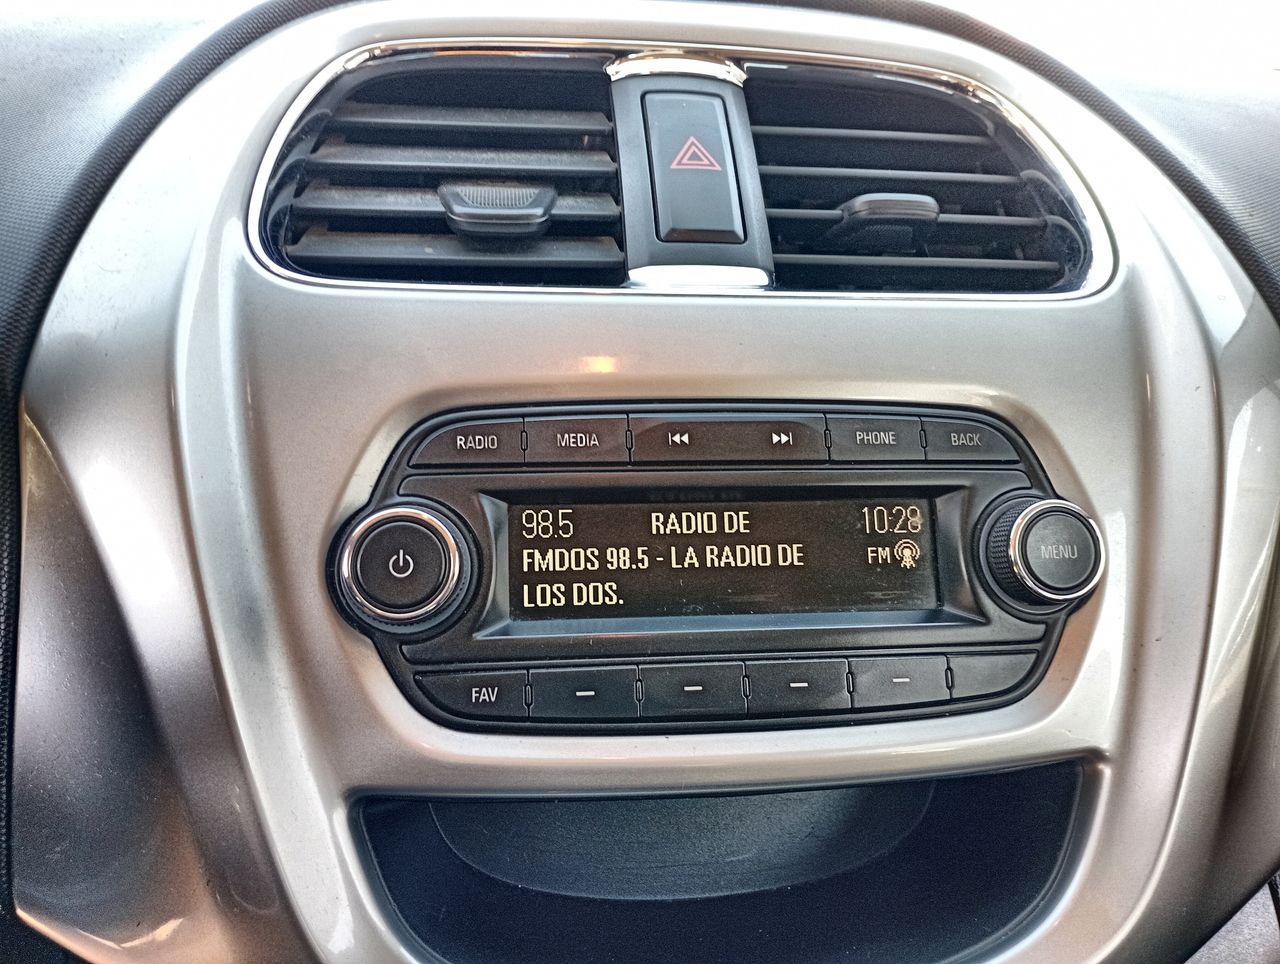 RADIO MEDIA PHONE BACK
98.5 RADIO DE 10:28
FMDOS 98.5 - LA RADIO DE FM
LOS DOS.
MENU
FAV